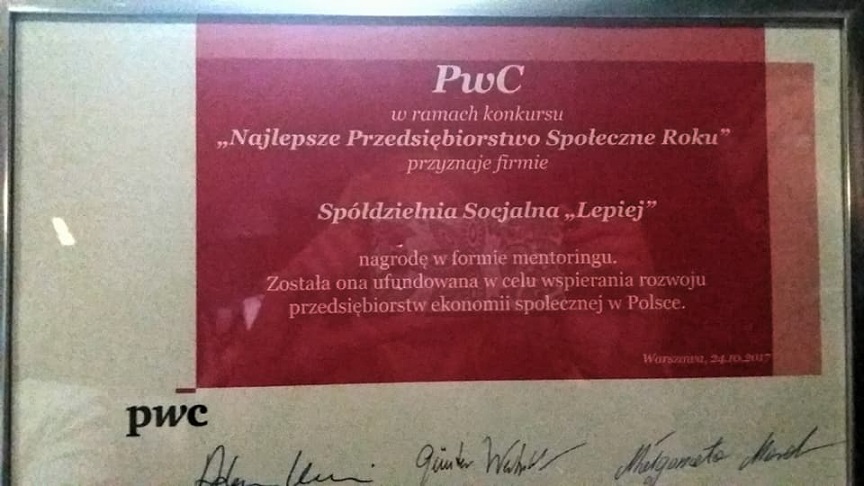 PwC
w ramach konkursu
„Najlepsze Przedsiębiorstwo Społeczne Roku”
przyznaje firmie
Spółdzielnia Socjalna „Lepiej”
nagrodę w formie mentoringu.
Została ona ufundowana w celu wspierania rozwoju
przedsiębiorstw ekonomii społecznej w Polsce.
Warszawa, 24.10.2017
pwc